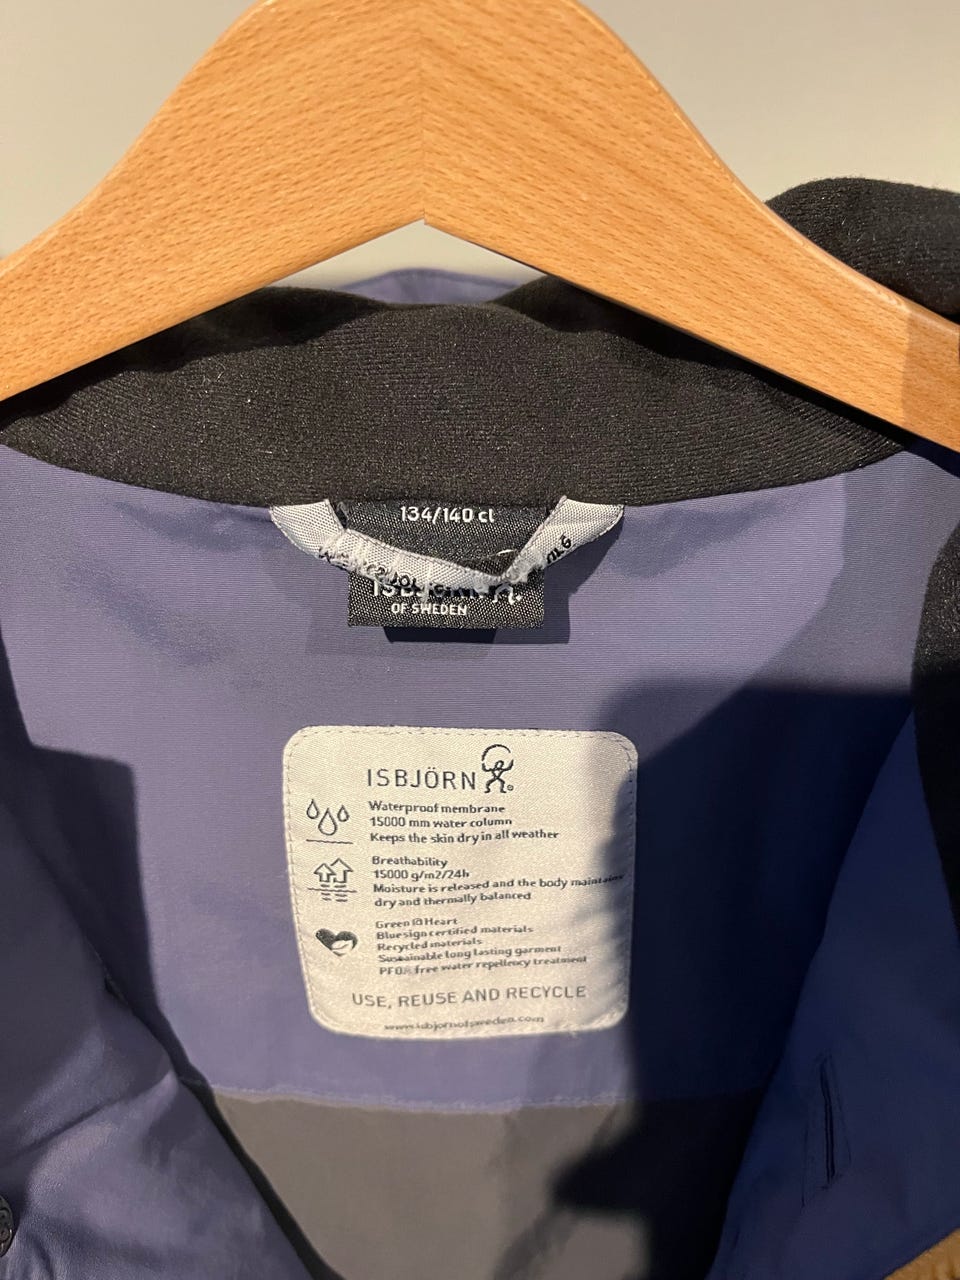 134/140 cl
OF SWEDEN
ISBJÖRN
Waterproof membrane
15000 mm water column
Keeps the skin dry in all weather
Breathability
15000 g/m2/24h
Moisture is released and the body maintains
dry and thermally balanced
Green@Heart
Bluesign certified materials
Recycled materials
Sustainable long lasting garment
PFOA free water repellency treatment
USE, REUSE AND RECYCLE
www.isbjornofsweden.com